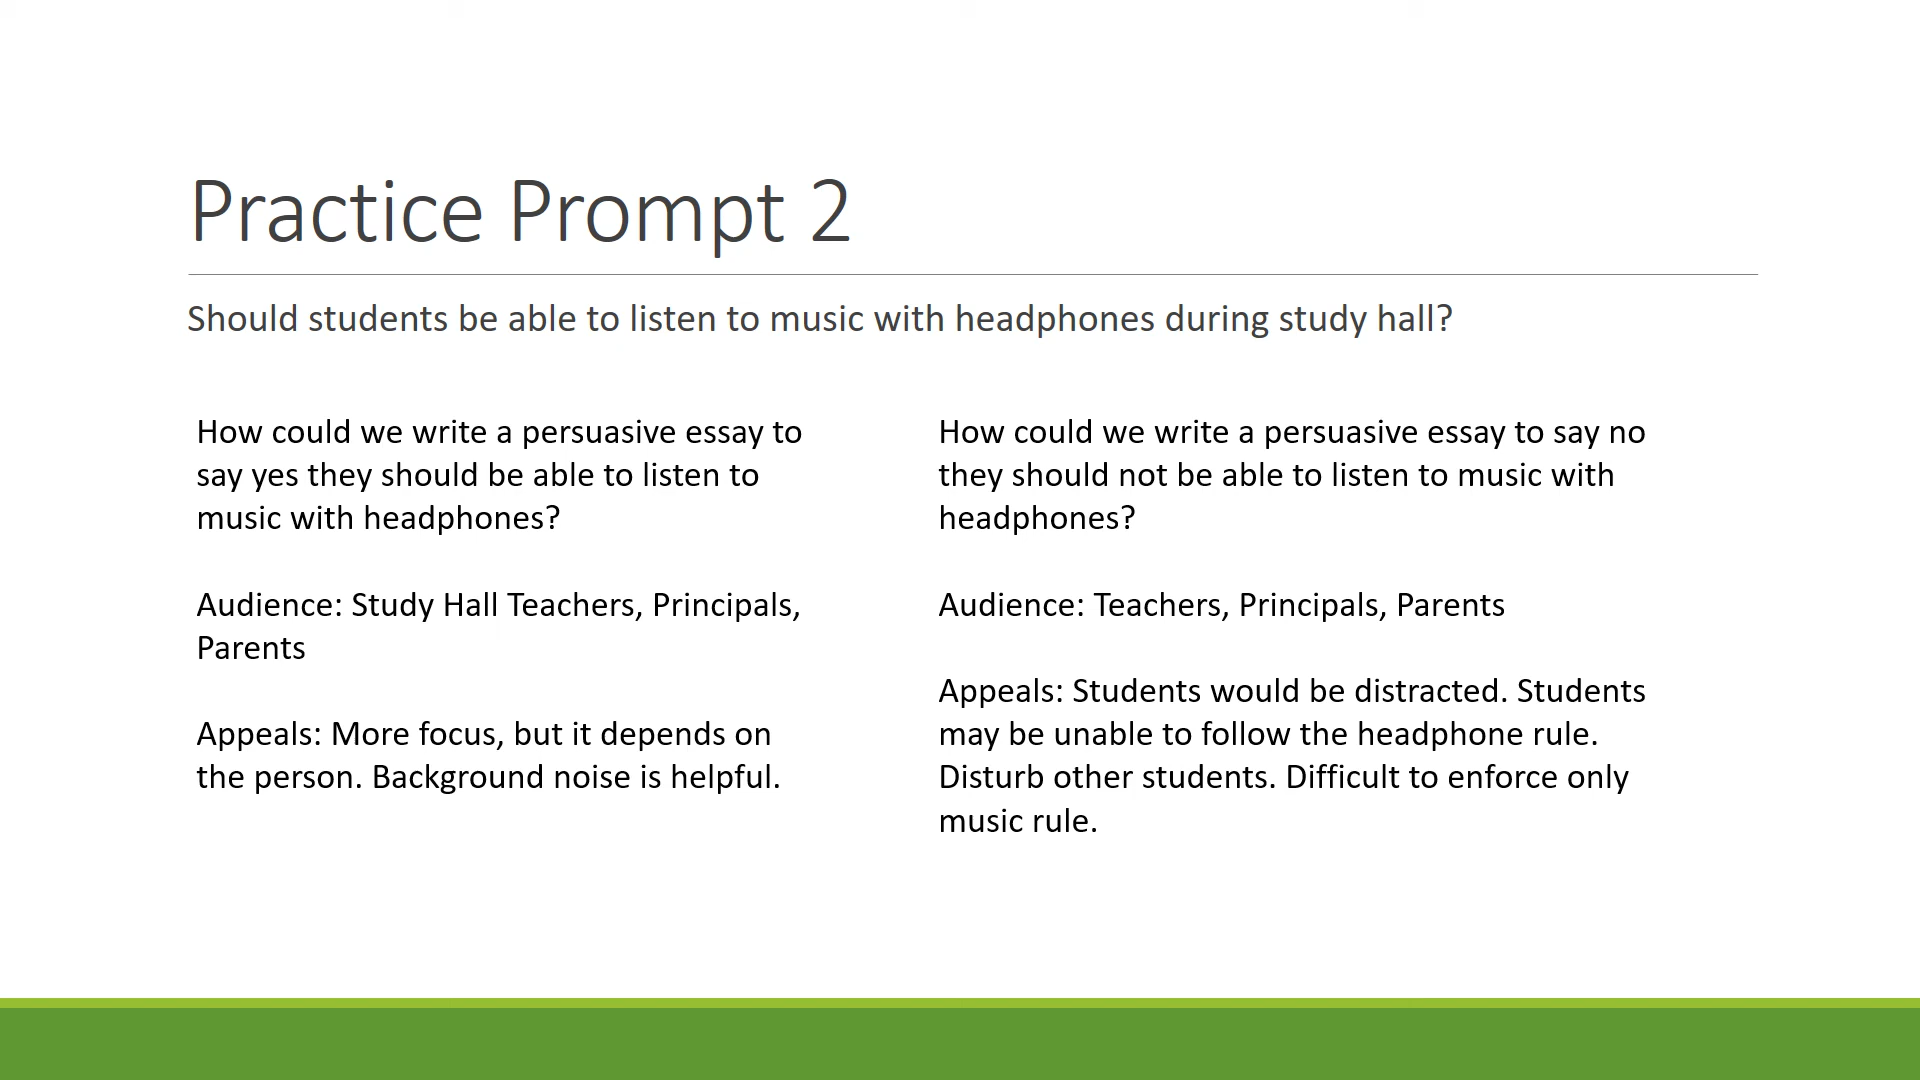 Practice Prompt 2
Should students be able to listen to music with headphones during study hall?
How could we write a persuasive essay to
say yes they should be able to listen to
music with headphones?
Audience: Study Hall Teachers, Principals,
Parents
Appeals: More focus, but it depends on
the person. Background noise is helpful.
How could we write a persuasive essay to say no
they should not be able to listen to music with
headphones?
Audience: Teachers, Principals, Parents
Appeals: Students would be distracted. Students
may be unable to follow the headphone rule.
Disturb other students. Difficult to enforce only
music rule.